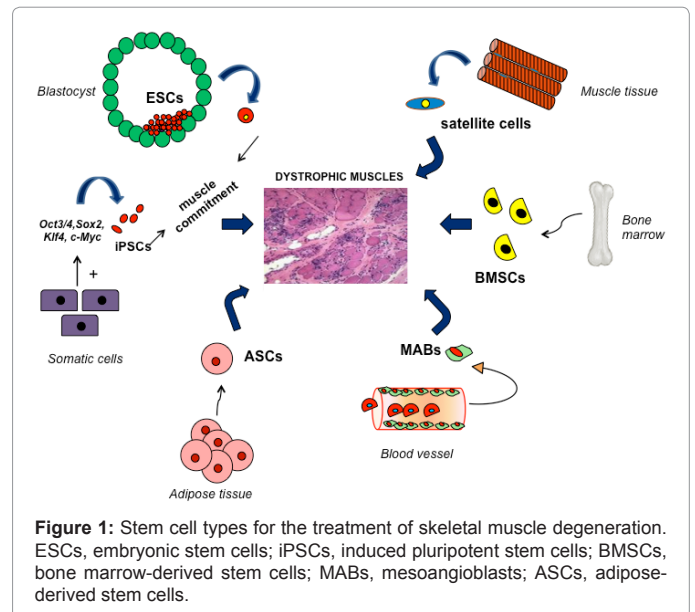 Blastocyst
ESCs
Muscle tissue
satellite cells
muscle
commitment
DYSTROPHIC MUSCLES
Oct3/4,Sox2,
Klf4, c-Myc
iPSCs
+
Somatic cells
Bone
marrow
BMSCs
ASCs
MABs
Adipose tissue
Blood vessel
Figure 1: Stem cell types for the treatment of skeletal muscle degeneration.
ESCs, embryonic stem cells; iPSCs, induced pluripotent stem cells; BMSCs,
bone marrow-derived stem cells; MABs, mesoangioblasts; ASCs, adipose-
derived stem cells.